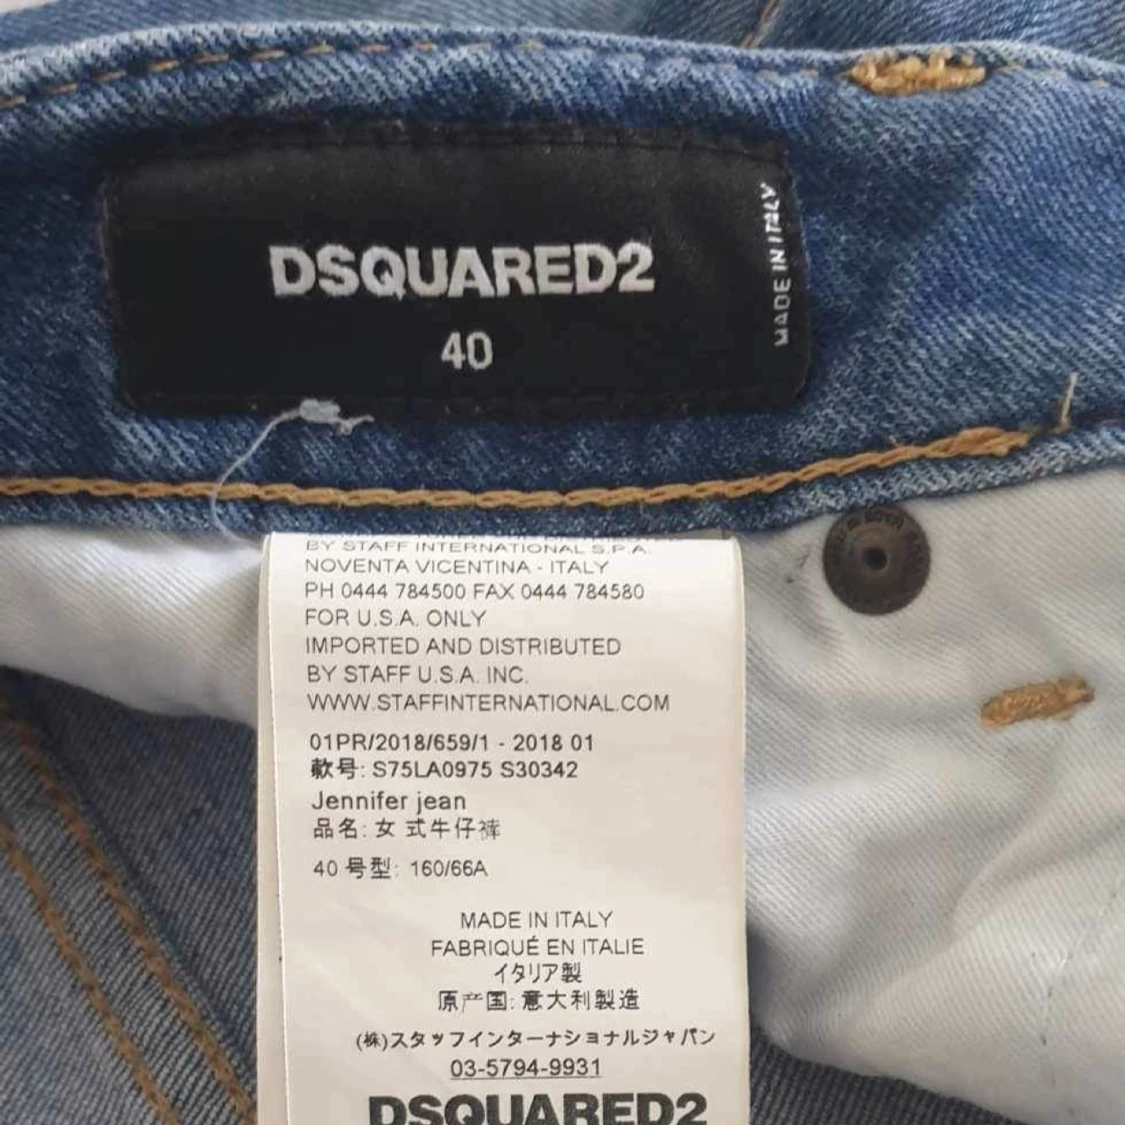 DSQUARED2
40
MADE IN ITALY
BY STAFF INTERNATIONAL S.P.A.
NOVENTA VICENTINA - ITALY
PH 0444 784500 FAX 0444 784580
FOR U.S.A. ONLY
IMPORTED AND DISTRIBUTED
BY STAFF U.S.A. INC.
WWW.STAFFINTERNATIONAL.COM
01PR/2018/659/1 - 2018 01
款号: S75LA0975 S30342
Jennifer jean
品名: 女 式牛仔裤
40 号型: 160/66A
MADE IN ITALY
FABRIQUÉ EN ITALIE
イタリア製
原产国: 意大利製造
(株)スタッフインターナショナルジャパン
03-5794-9931
DSQUARED2